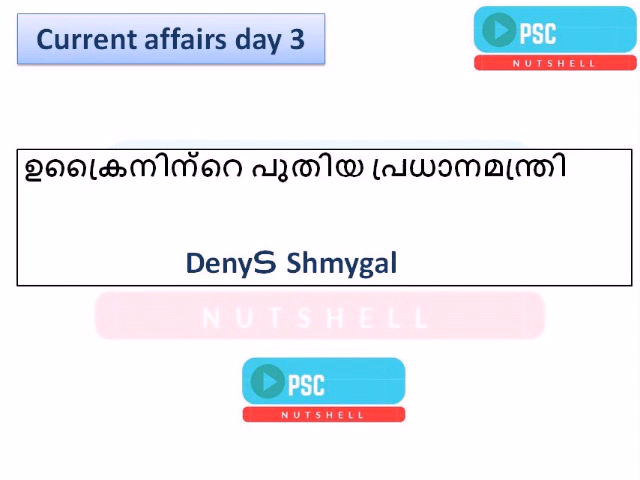 Current affairs day 3
PSC
NUTSHELL
ഉക്രൈനിന്റെ പുതിയ പ്രധാനമന്ത്രി
Denys Shmygal
NUTSHELL
PSC
NUTSHELL